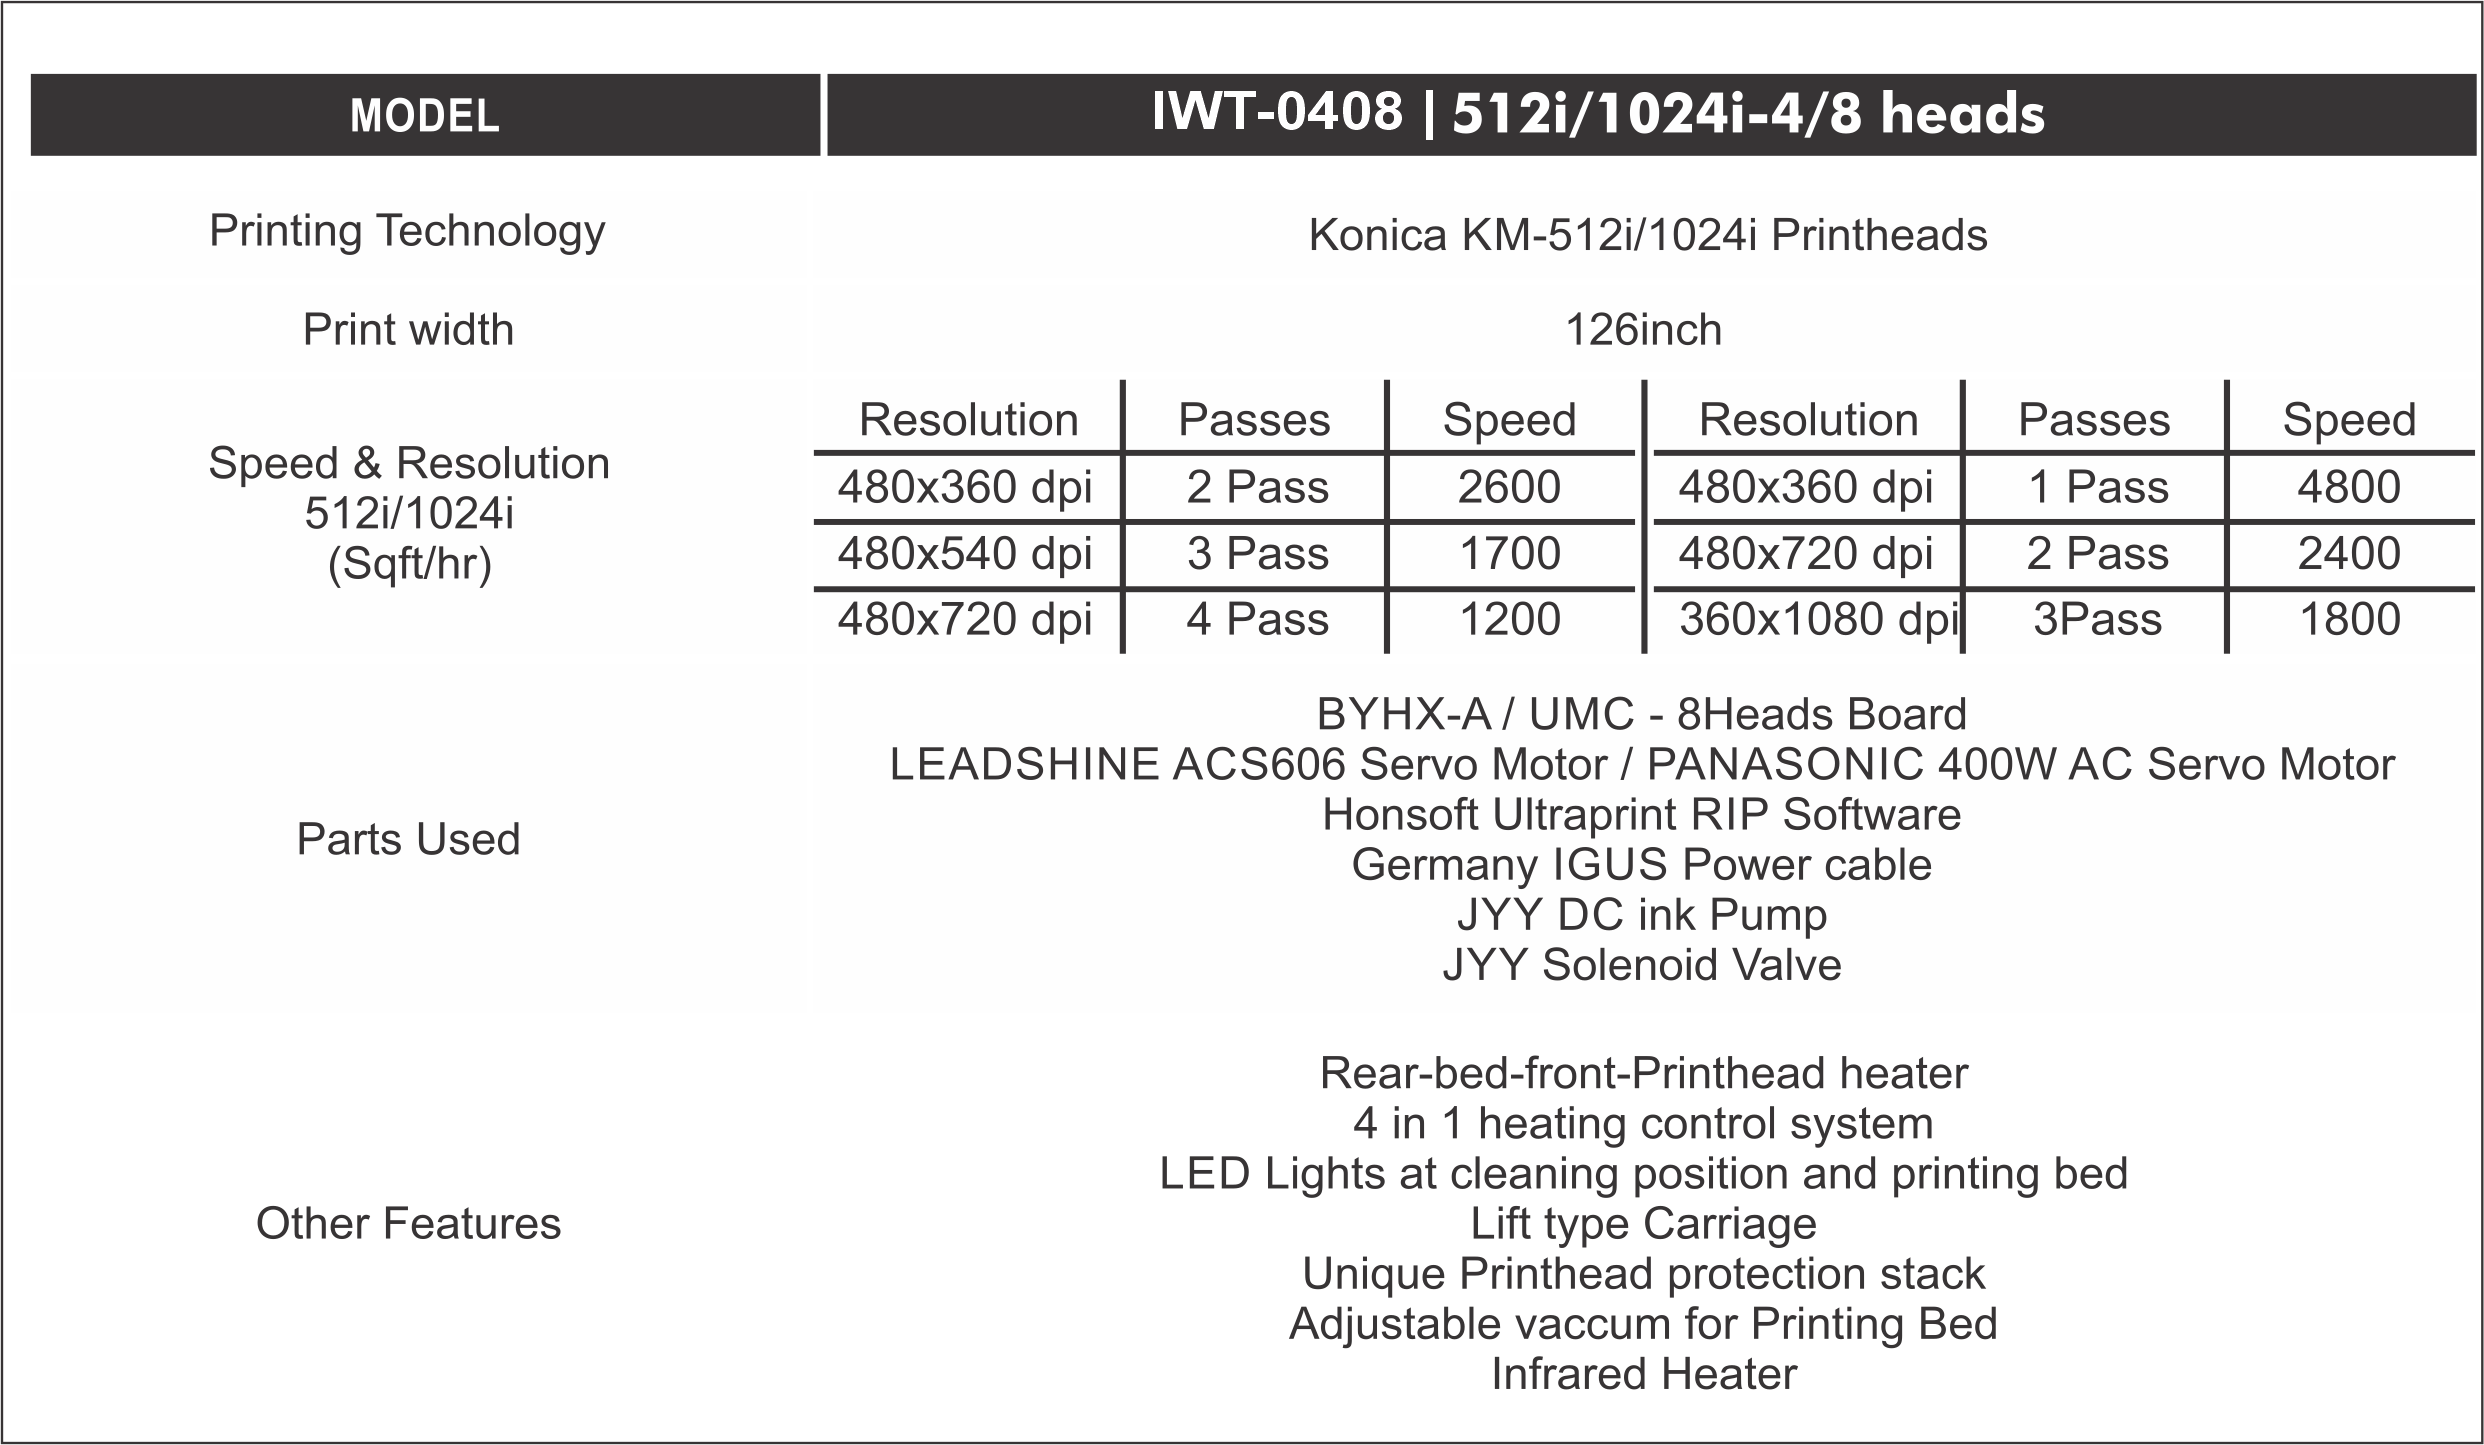 MODEL IWT-0408 | 512i/1024i-4/8 heads
Printing Technology Konica KM-512i/1024i Printheads
Print width 126inch
Speed & Resolution
512i/1024i
(Sqft/hr)
Resolution Passes Speed Resolution Passes Speed
480x360 dpi 2 Pass 2600 480x360 dpi 1 Pass 4800
480x540 dpi 3 Pass 1700 480x720 dpi 2 Pass 2400
480x720 dpi 4 Pass 1200 360x1080 dpi 3Pass 1800
Parts Used
BYHX-A / UMC - 8Heads Board
LEADSHINE ACS606 Servo Motor / PANASONIC 400W AC Servo Motor
Honsoft Ultraprint RIP Software
Germany IGUS Power cable
JYY DC ink Pump
JYY Solenoid Valve
Other Features
Rear-bed-front-Printhead heater
4 in 1 heating control system
LED Lights at cleaning position and printing bed
Lift type Carriage
Unique Printhead protection stack
Adjustable vaccum for Printing Bed
Infrared Heater